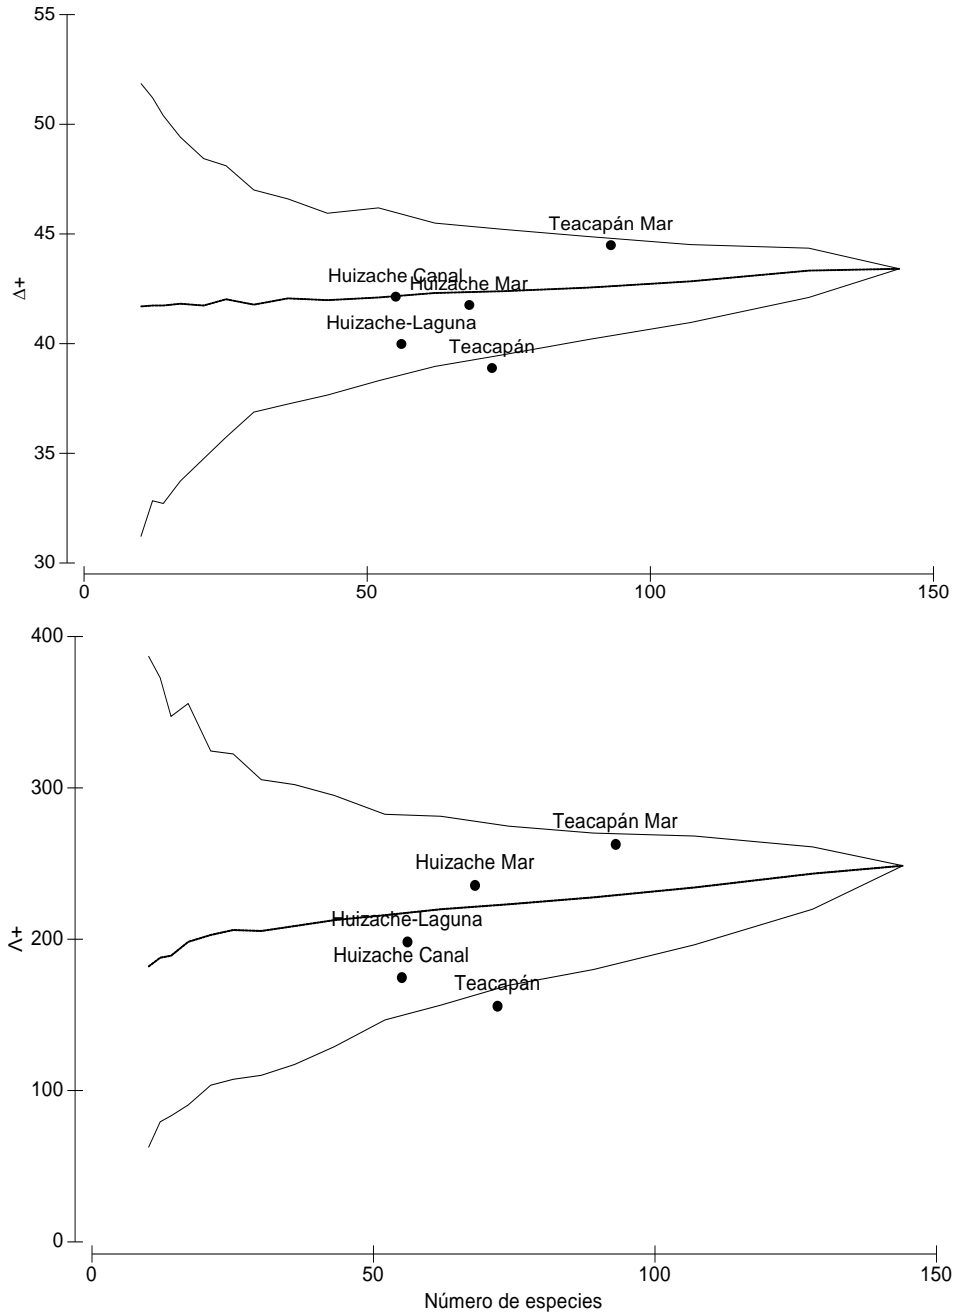 55
50
45
40
35
30
Δ+
Teacapán Mar
Huizache Canal
Huizache Mar
Huizache-Laguna
Teacapán
0
50
100
150
400
300
200
100
0
Λ+
Teacapán Mar
Huizache Mar
Huizache-Laguna
Huizache Canal
Teacapán
0
50
100
150
Número de especies